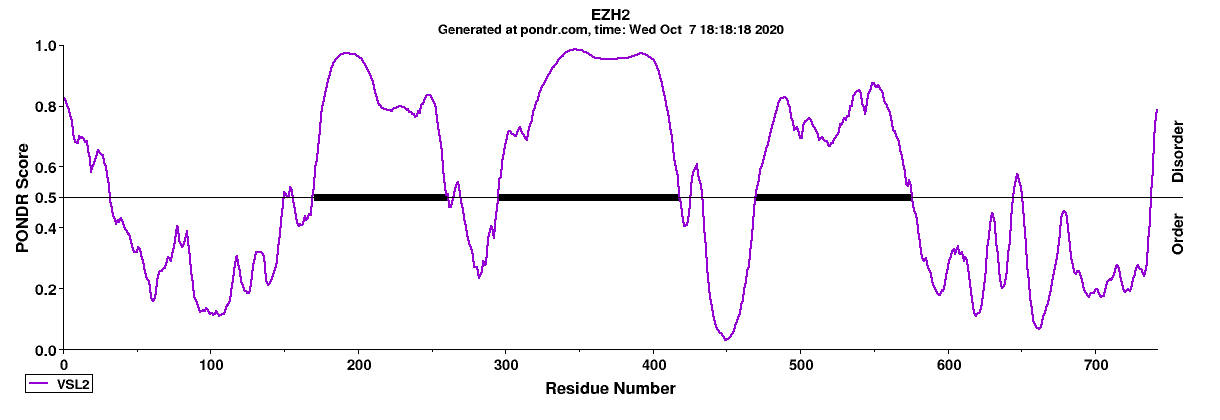 EZH2
Generated at pondr.com, time: Wed Oct  7 18:18:18 2020
1.0
0.8
0.6
0.5
0.4
0.2
0.0
PONDR Score
Disorder
Order
0 100 200 300 400 500 600 700
Residue Number
VSL2